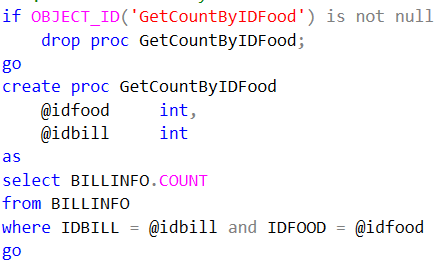 if OBJECT_ID('GetCountByIDFood') is not null
    drop proc GetCountByIDFood;
go
create proc GetCountByIDFood
    @idfood     int,
    @idbill     int
as
select BILLINFO.COUNT
from BILLINFO
where IDBILL = @idbill and IDFOOD = @idfood
go